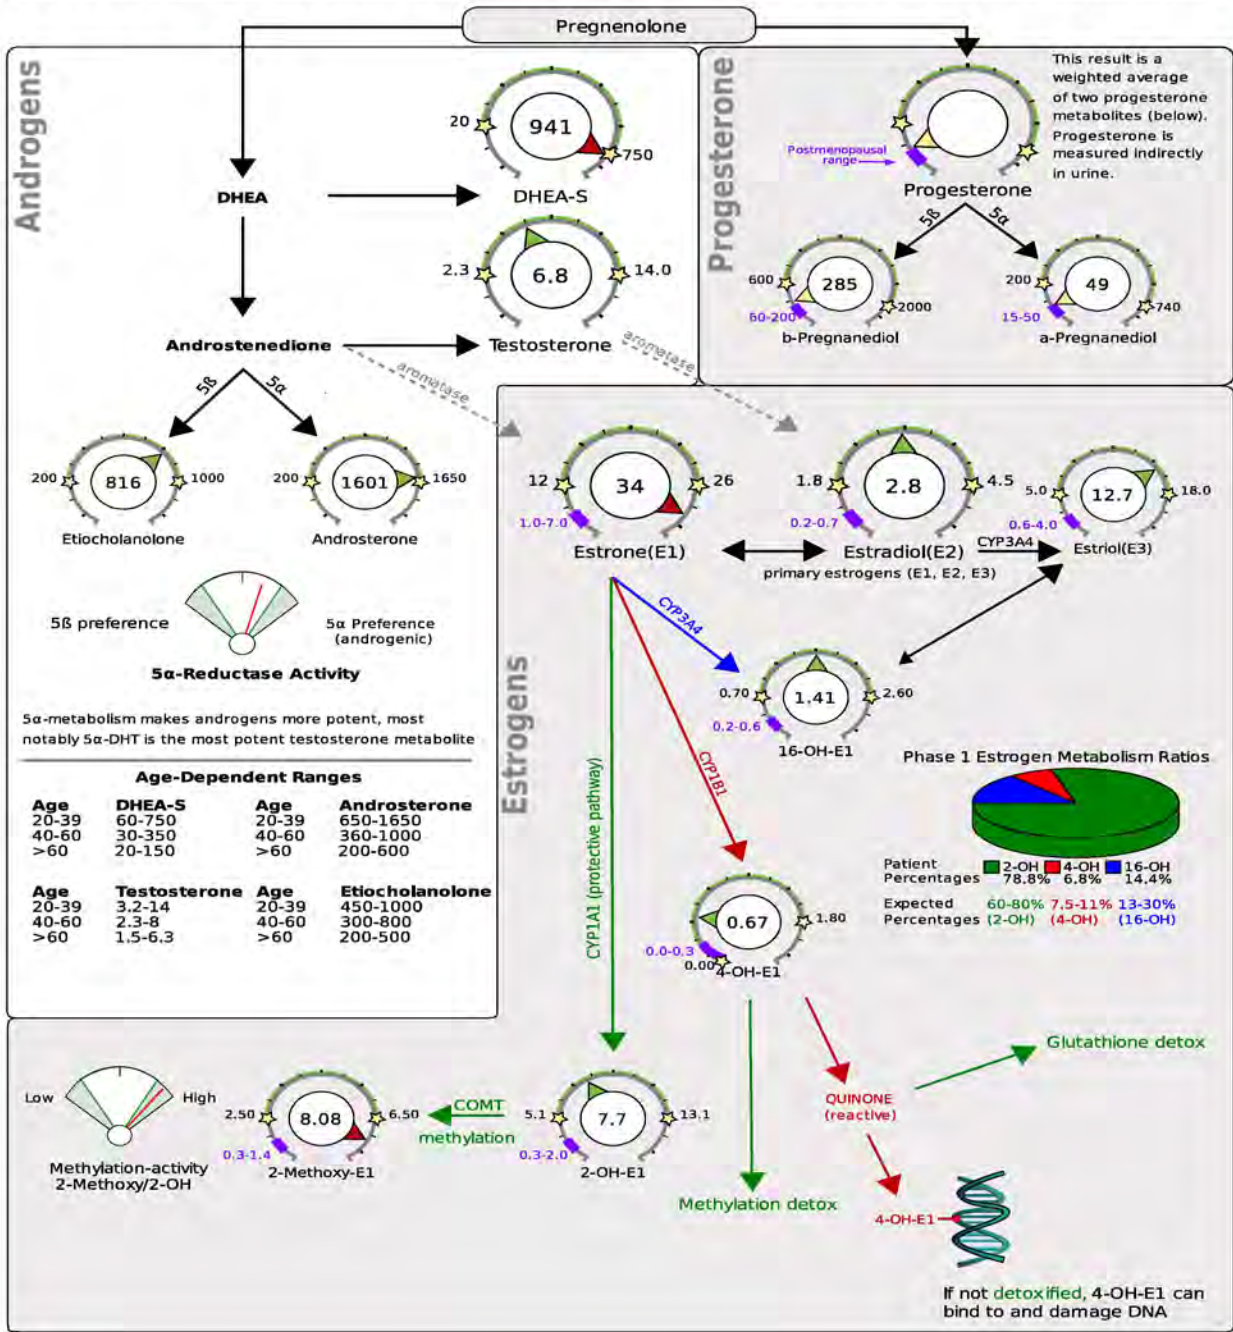 Pregnenolone
Androgens
20
941
750
DHEA-S
DHEA
2.3
6.8
14.0
Testosterone
Androstenedione
aromatase
aromatase
5ß
5α
200
816
1000
Etiocholanolone
200
1601
1650
Androsterone
5ß preference
5α Preference
(androgenic)
5α-Reductase Activity
5α-metabolism makes androgens more potent, most
notably 5α-DHT is the most potent testosterone metabolite
Age-Dependent Ranges
Age DHEA-S Age Androsterone
20-39 60-750 20-39 650-1650
40-60 30-350 40-60 360-1000
>60 20-150 >60 200-600
Age Testosterone Age Etiocholanolone
20-39 3.2-14 20-39 450-1000
40-60 2.3-8 40-60 300-800
>60 1.5-6.3 >60 200-500
Progesterone
This result is a
weighted average
of two progesterone
metabolites (below).
Progesterone is
measured indirectly
in urine.
Postmenopausal
range
Progesterone
5ß
5α
600
285
2000
60-200
b-Pregnanediol
200
49
740
15-50
a-Pregnanediol
Estrogens
12
34
26
1.0-7.0
Estrone(E1)
1.8
2.8
4.5
0.2-0.7
Estradiol(E2)
CYP3A4
5.0
12.7
18.0
0.6-4.0
Estriol(E3)
primary estrogens (E1, E2, E3)
CYP3A4
0.70
1.41
2.60
0.2-0.6
16-OH-E1
CYP1B1
CYP1A1 (protective pathway)
Phase 1 Estrogen Metabolism Ratios
Patient
Percentages
2-OH 4-OH 16-OH
78.8% 6.8% 14.4%
Expected 60-80% 7.5-11% 13-30%
Percentages (2-OH) (4-OH) (16-OH)
0.67
1.80
0.0-0.3
0.00
4-OH-E1
Low
High
Methylation-activity
2-Methoxy/2-OH
2.50
8.08
6.50
0.3-1.4
2-Methoxy-E1
COMT
methylation
5.1
7.7
13.1
0.3-2.0
2-OH-E1
Methylation detox
QUINONE
(reactive)
Glutathione detox
4-OH-E1
If not detoxified, 4-OH-E1 can
bind to and damage DNA